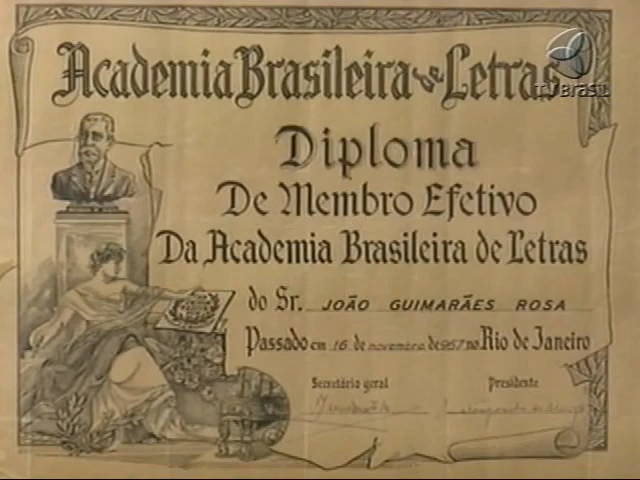 Academia Brasileira de Letras
TV BRASIL
Diploma
De Membro Efetivo
Da Academia Brasileira de Letras
do Sr. JOÃO GUIMARÃES ROSA
Passado em 16 de novembro de 967 no Rio de Janeiro
Secretário geral Presidente